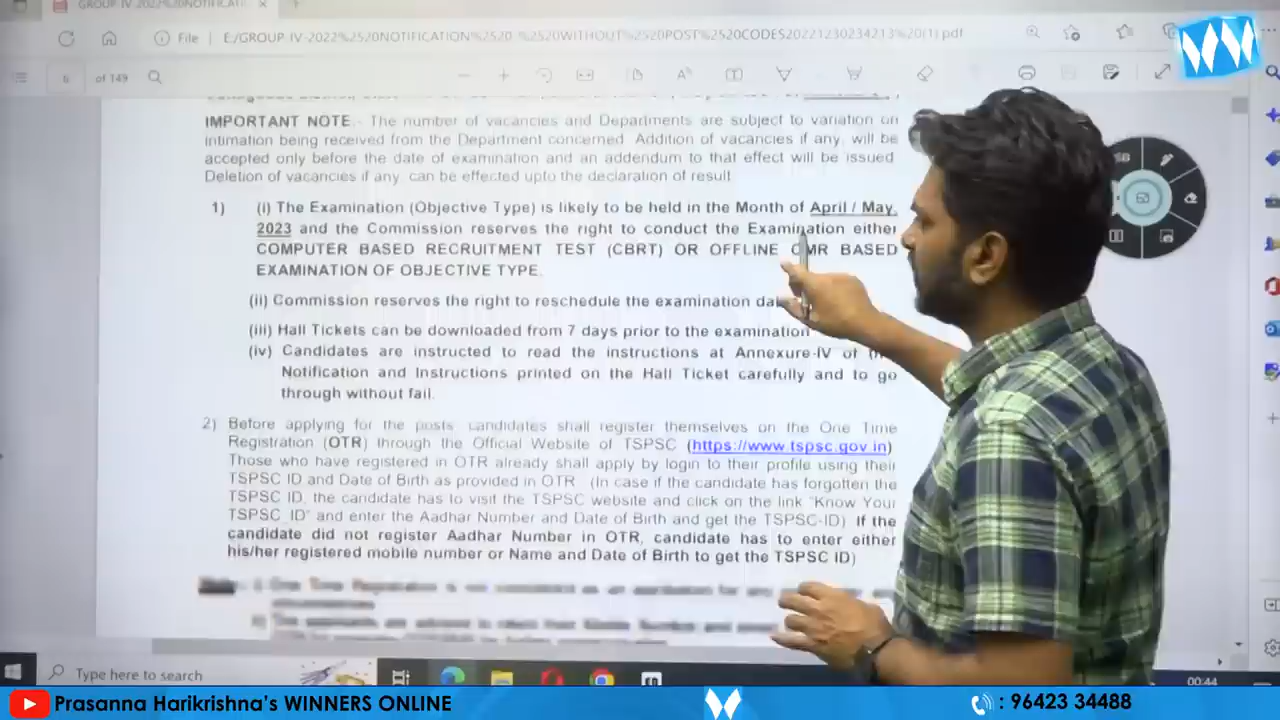 GROUP-IV-2022%20NOTIFICATI
File E:/GROUP-IV-2022%2520NOTIFICATION%2520 %2520WITHOUT%2520POST%2520CODES20221230234213%20(1).pdf
6 of 149
IMPORTANT NOTE:- The number of vacancies and Departments are subject to variation on
intimation being received from the Department concerned. Addition of vacancies if any, will be
accepted only before the date of examination and an addendum to that effect will be issued.
Deletion of vacancies if any, can be effected upto the declaration of result
1) (i) The Examination (Objective Type) is likely to be held in the Month of April / May,
2023 and the Commission reserves the right to conduct the Examination either
COMPUTER BASED RECRUITMENT TEST (CBRT) OR OFFLINE OMR BASED
EXAMINATION OF OBJECTIVE TYPE.
(ii) Commission reserves the right to reschedule the examination
(iii) Hall Tickets can be downloaded from 7 days prior to the examination
(iv) Candidates are instructed to read the instructions at Annexure-IV of
Notification and Instructions printed on the Hall Ticket carefully and to go
through without fail.
2) Before applying for the posts, candidates shall register themselves on the One Time
Registration (OTR) through the Official Website of TSPSC (https://www.tspsc.gov.in)
Those who have registered in OTR already shall apply by login to their profile using their
TSPSC ID and Date of Birth as provided in OTR. (In case if the candidate has forgotten the
TSPSC ID, the candidate has to visit the TSPSC website and click on the link "Know Your
TSPSC ID" and enter the Aadhar Number and Date of Birth and get the TSPSC-ID) If the
candidate did not register Aadhar Number in OTR, candidate has to enter either
his/her registered mobile number or Name and Date of Birth to get the TSPSC ID)
Type here to search
00:44
Prasanna Harikrishna's WINNERS ONLINE
: 96423 34488